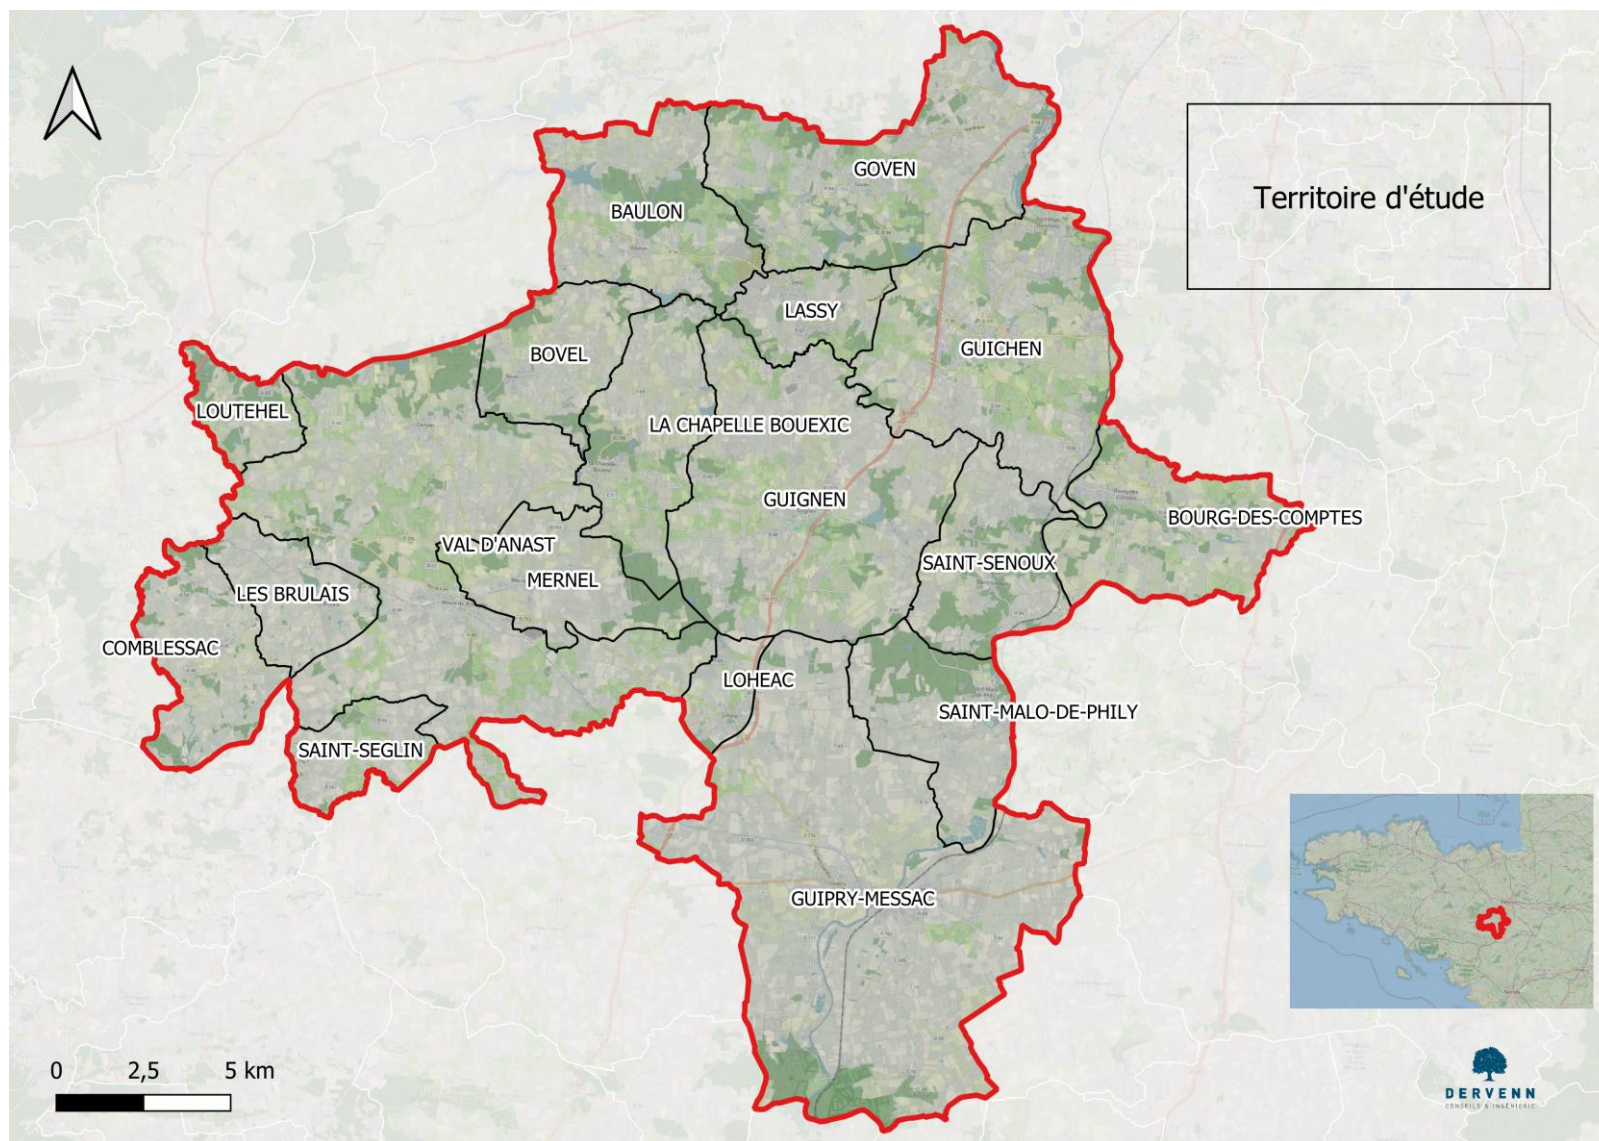 Territoire d'étude
GOVEN
BAULON
LASSY
GUICHEN
BOVEL
LOUTEHEL
LA CHAPELLE BOUEXIC
GUIGNEN
BOURG-DES-COMPTES
VAL D'ANAST
SAINT-SENOUX
MERNEL
LES BRULAIS
COMBLESSAC
LOHEAC
SAINT-MALO-DE-PHILY
SAINT-SEGLIN
GUIPRY-MESSAC
0 2,5 5 km
DERVENN
CONSEILS & INGÉNIERIE